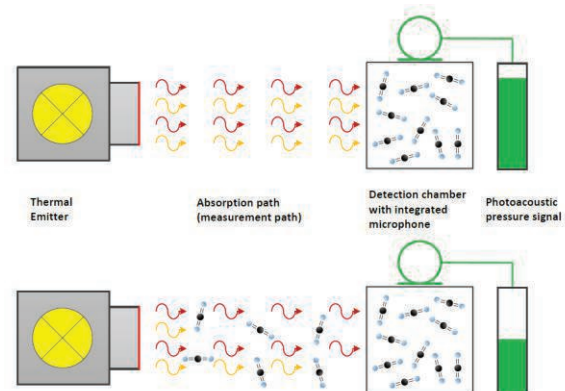 Thermal
Emitter
Absorption path
(measurement path)
Detection chamber
with integrated
microphone
Photoacoustic
pressure signal